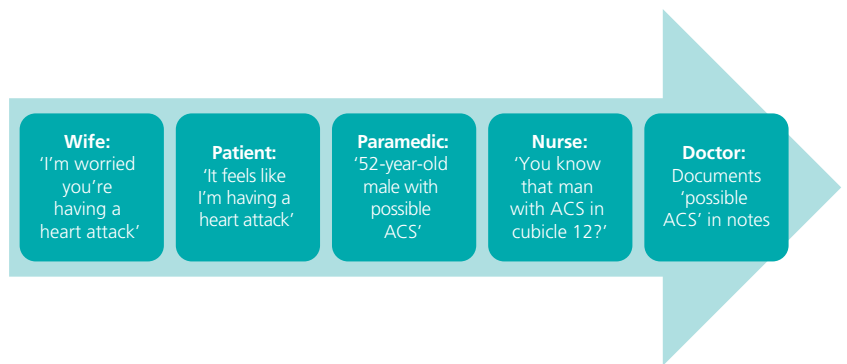 Wife:
‘I’m worried
you’re
having a
heart attack’
Patient:
‘It feels like
I’m having a
heart attack’
Paramedic:
‘52-year-old
male with
possible
ACS’
Nurse:
‘You know
that man
with ACS in
cubicle 12?’
Doctor:
Documents
‘possible
ACS’ in notes